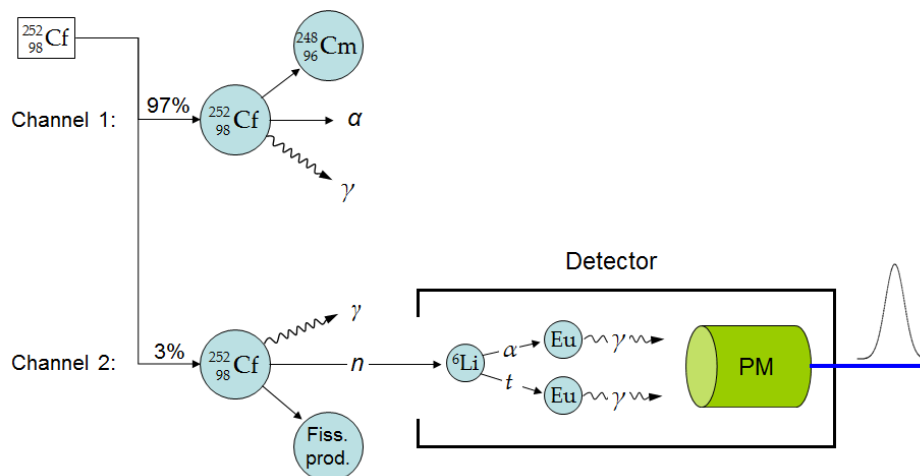 252
98 Cf
248
96 Cm
97%
Channel 1:
252
98 Cf
α
γ
Detector
γ
3%
Channel 2:
252
98 Cf
n
6Li
α
Eu
γ
t
Eu
γ
PM
Fiss.
prod.